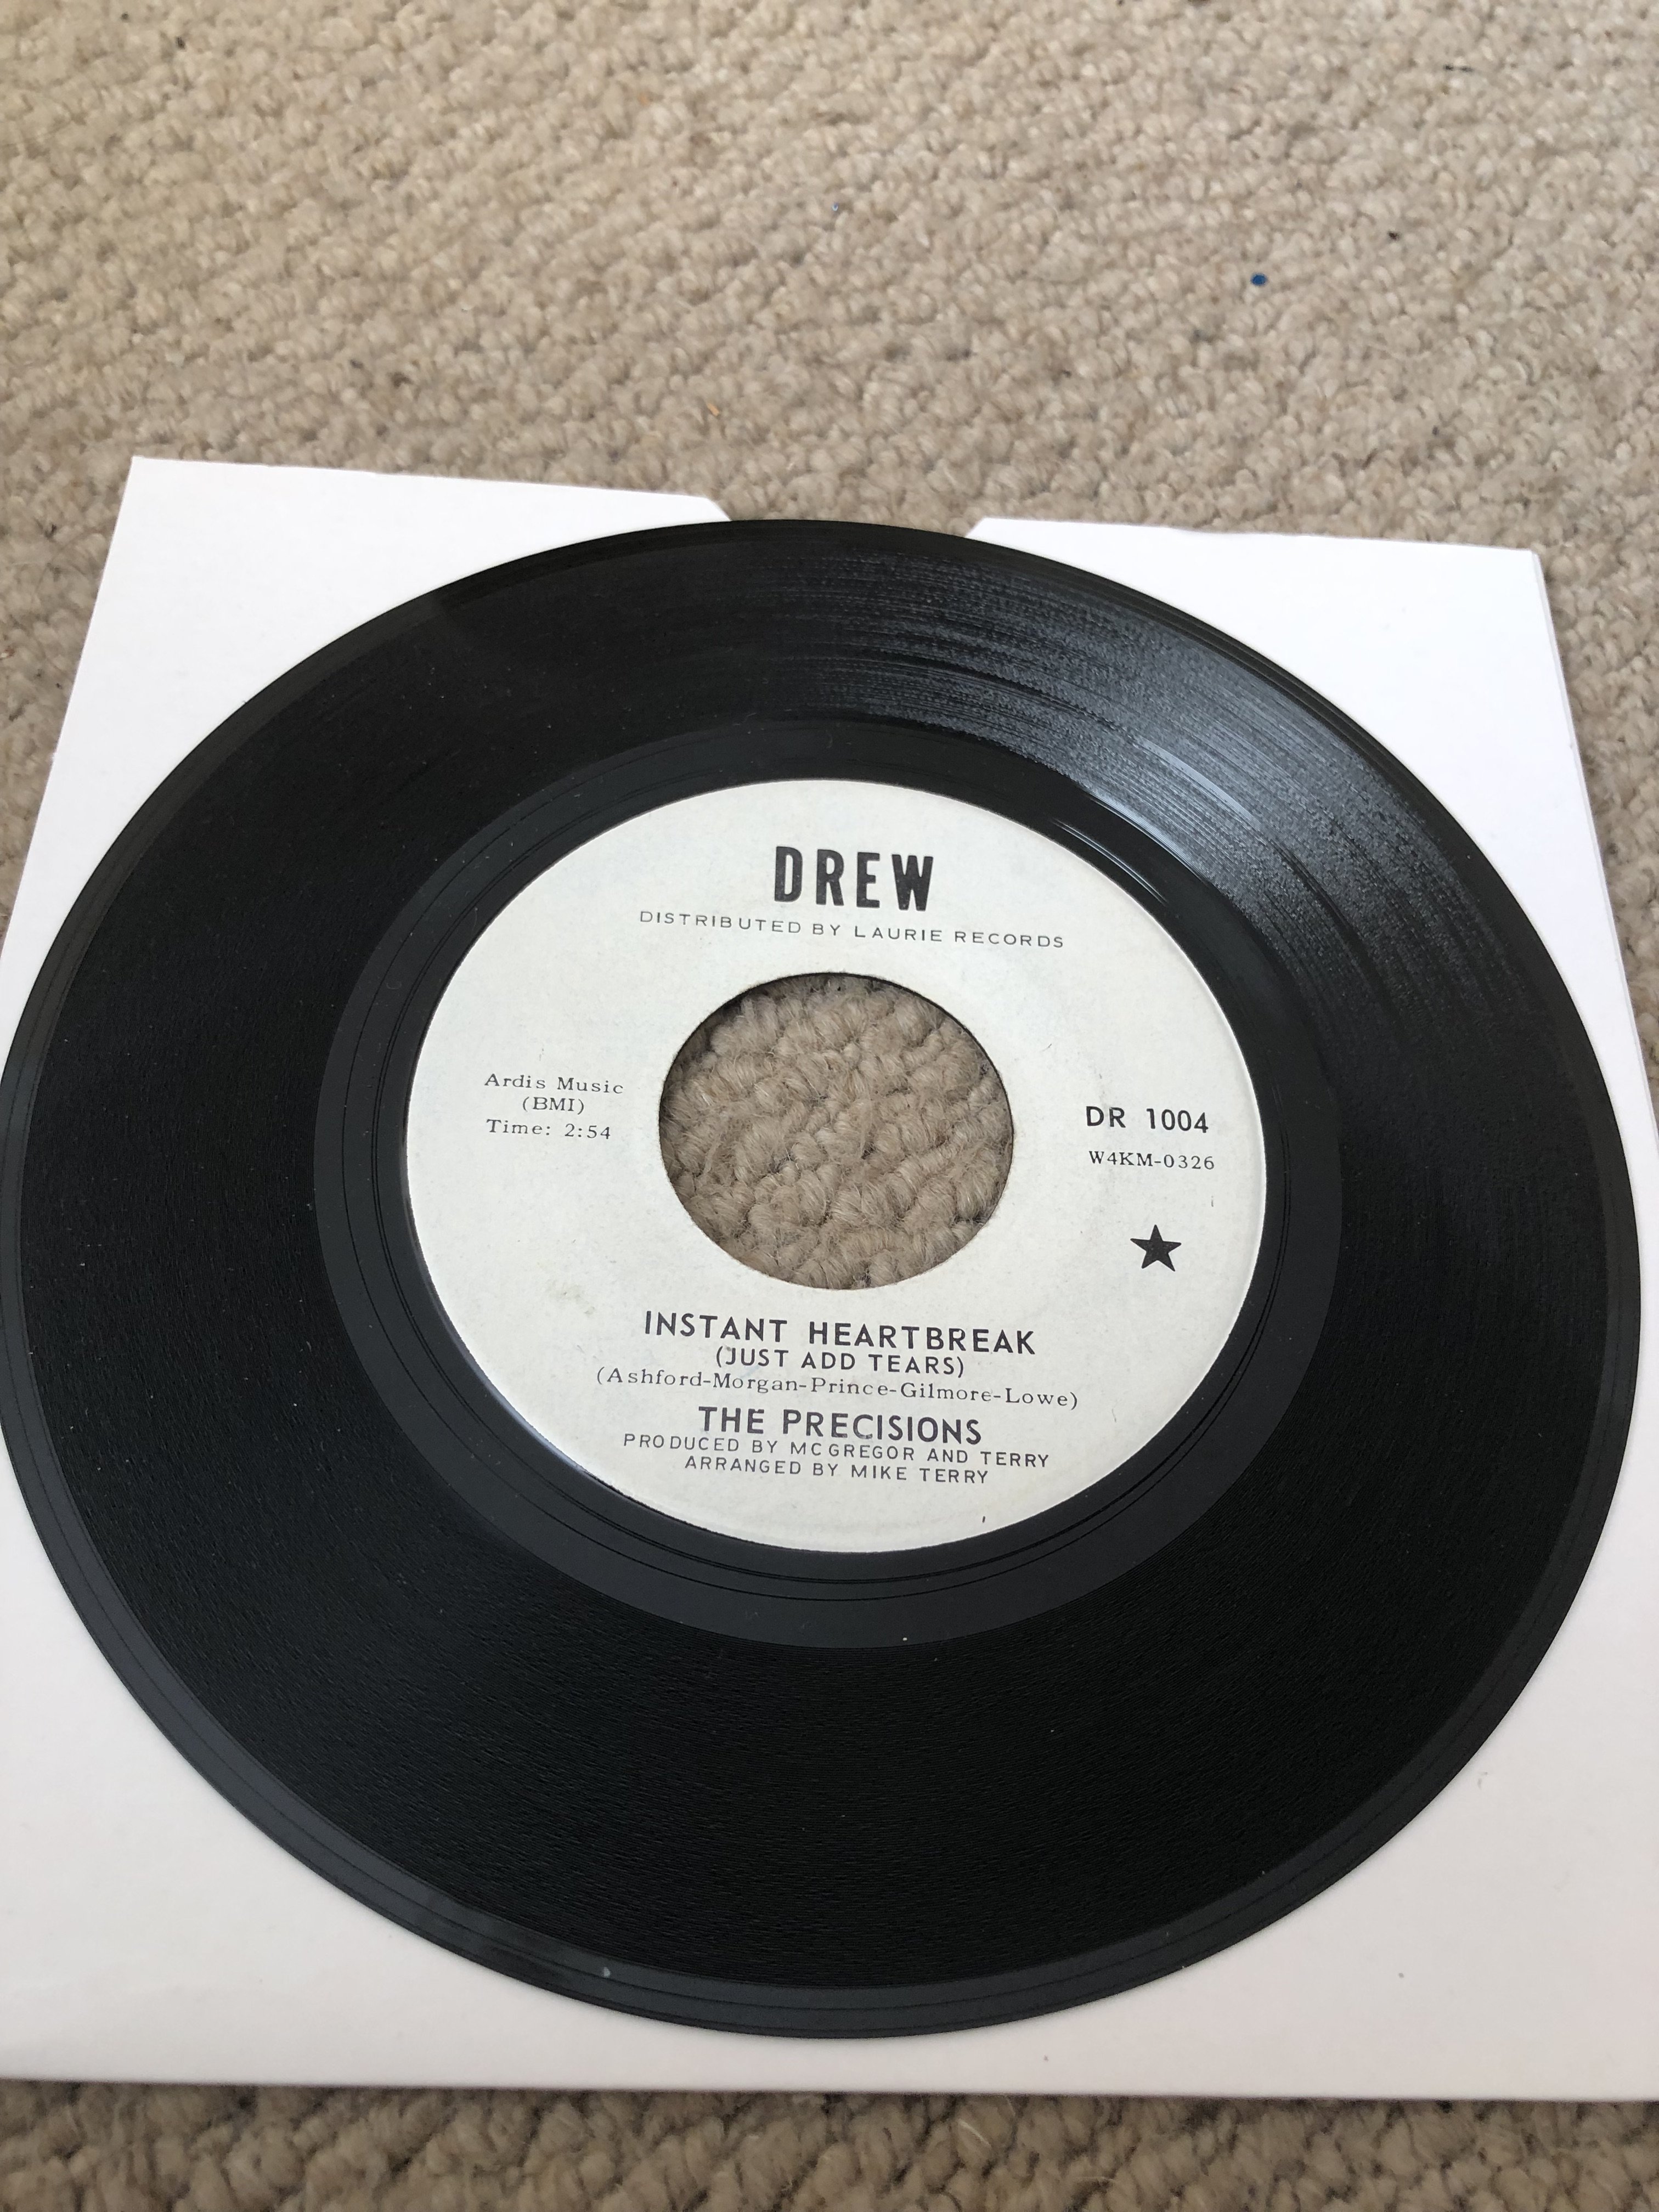 DREW
DISTRIBUTED BY LAURIE RECORDS
Ardis Music
(BMI)
Time: 2:54
DR 1004
W4KM-0326
INSTANT HEARTBREAK
(JUST ADD TEARS)
(Ashford-Morgan-Prince-Gilmore-Lowe)
THE PRECISIONS
PRODUCED BY MCGREGOR AND TERRY
ARRANGED BY MIKE TERRY